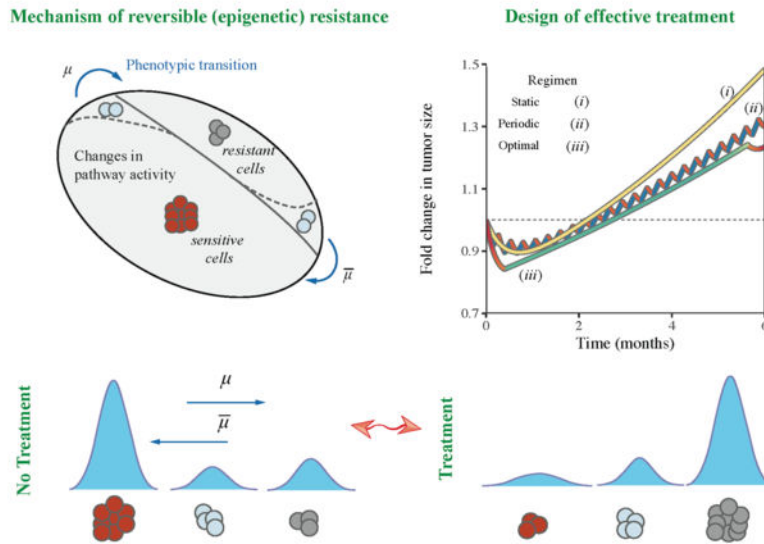 Mechanism of reversible (epigenetic) resistance
μ
Phenotypic transition
Changes in
pathway activity
resistant
cells
sensitive
cells
μ̅
Design of effective treatment
Fold change in tumor size
1.5
1.3
1.1
0.9
0.7
Regimen
Static (i)
Periodic (ii)
Optimal (iii)
(i)
(ii)
(iii)
0 2 4 6
Time (months)
No Treatment
μ
μ̅
Treatment